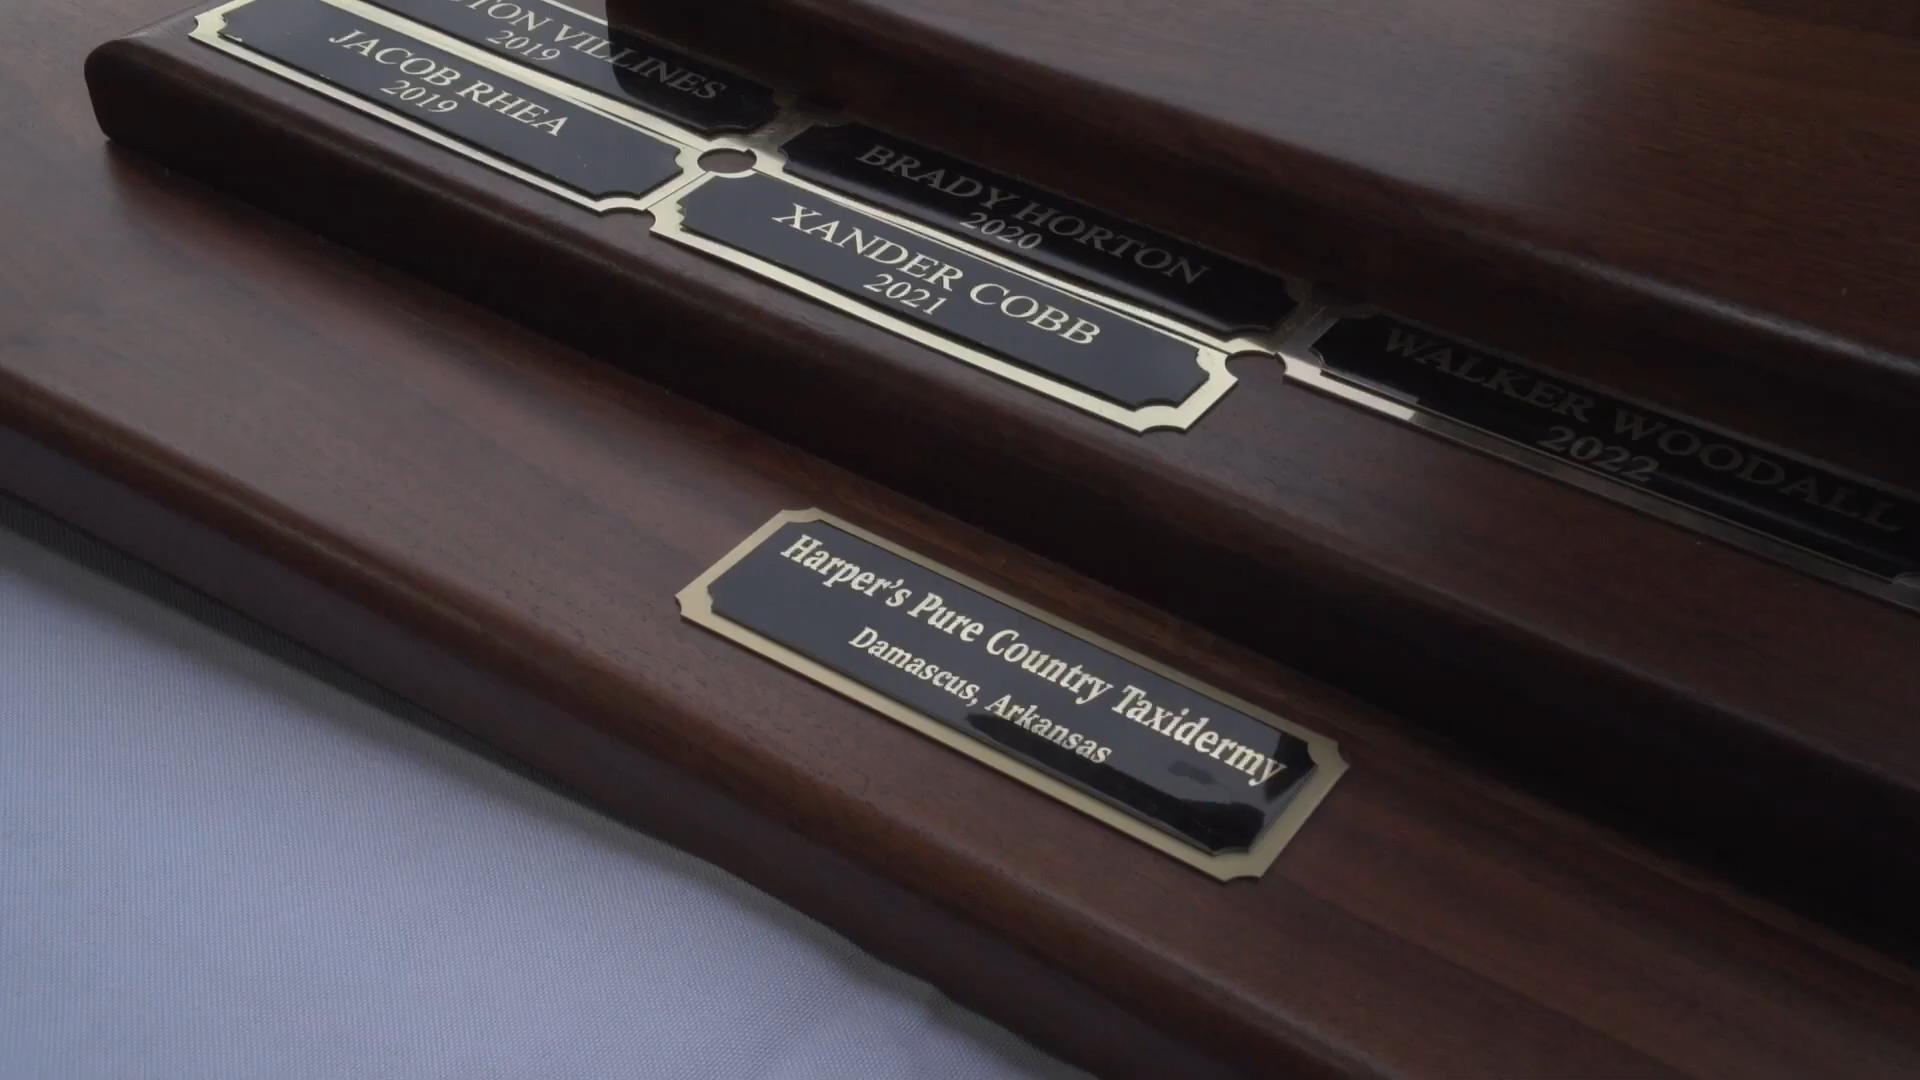 VILLINES
2019
JACOB RHEA
2019
BRADY HORTON
2020
XANDER COBB
2021
WALKER WOODALL
2022
Harper's Pure Country Taxidermy
Damascus, Arkansas